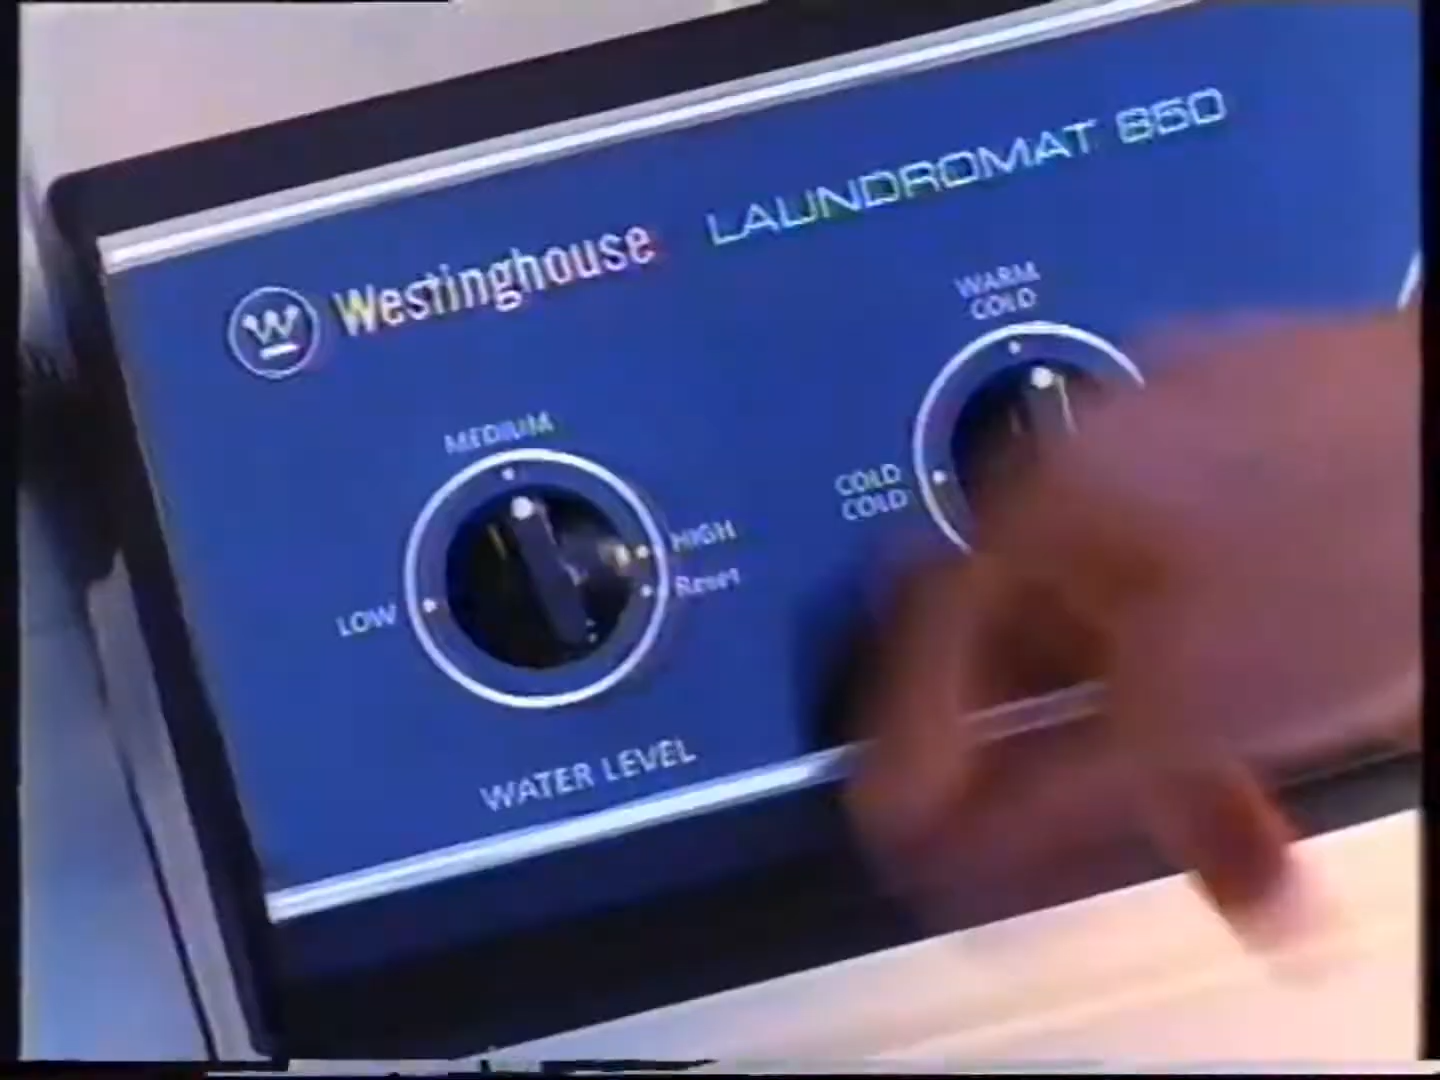 W Westinghouse
LAUNDROMAT 850
WARM
COLD
COLD
COLD
MEDIUM
HIGH
Reset
LOW
WATER LEVEL